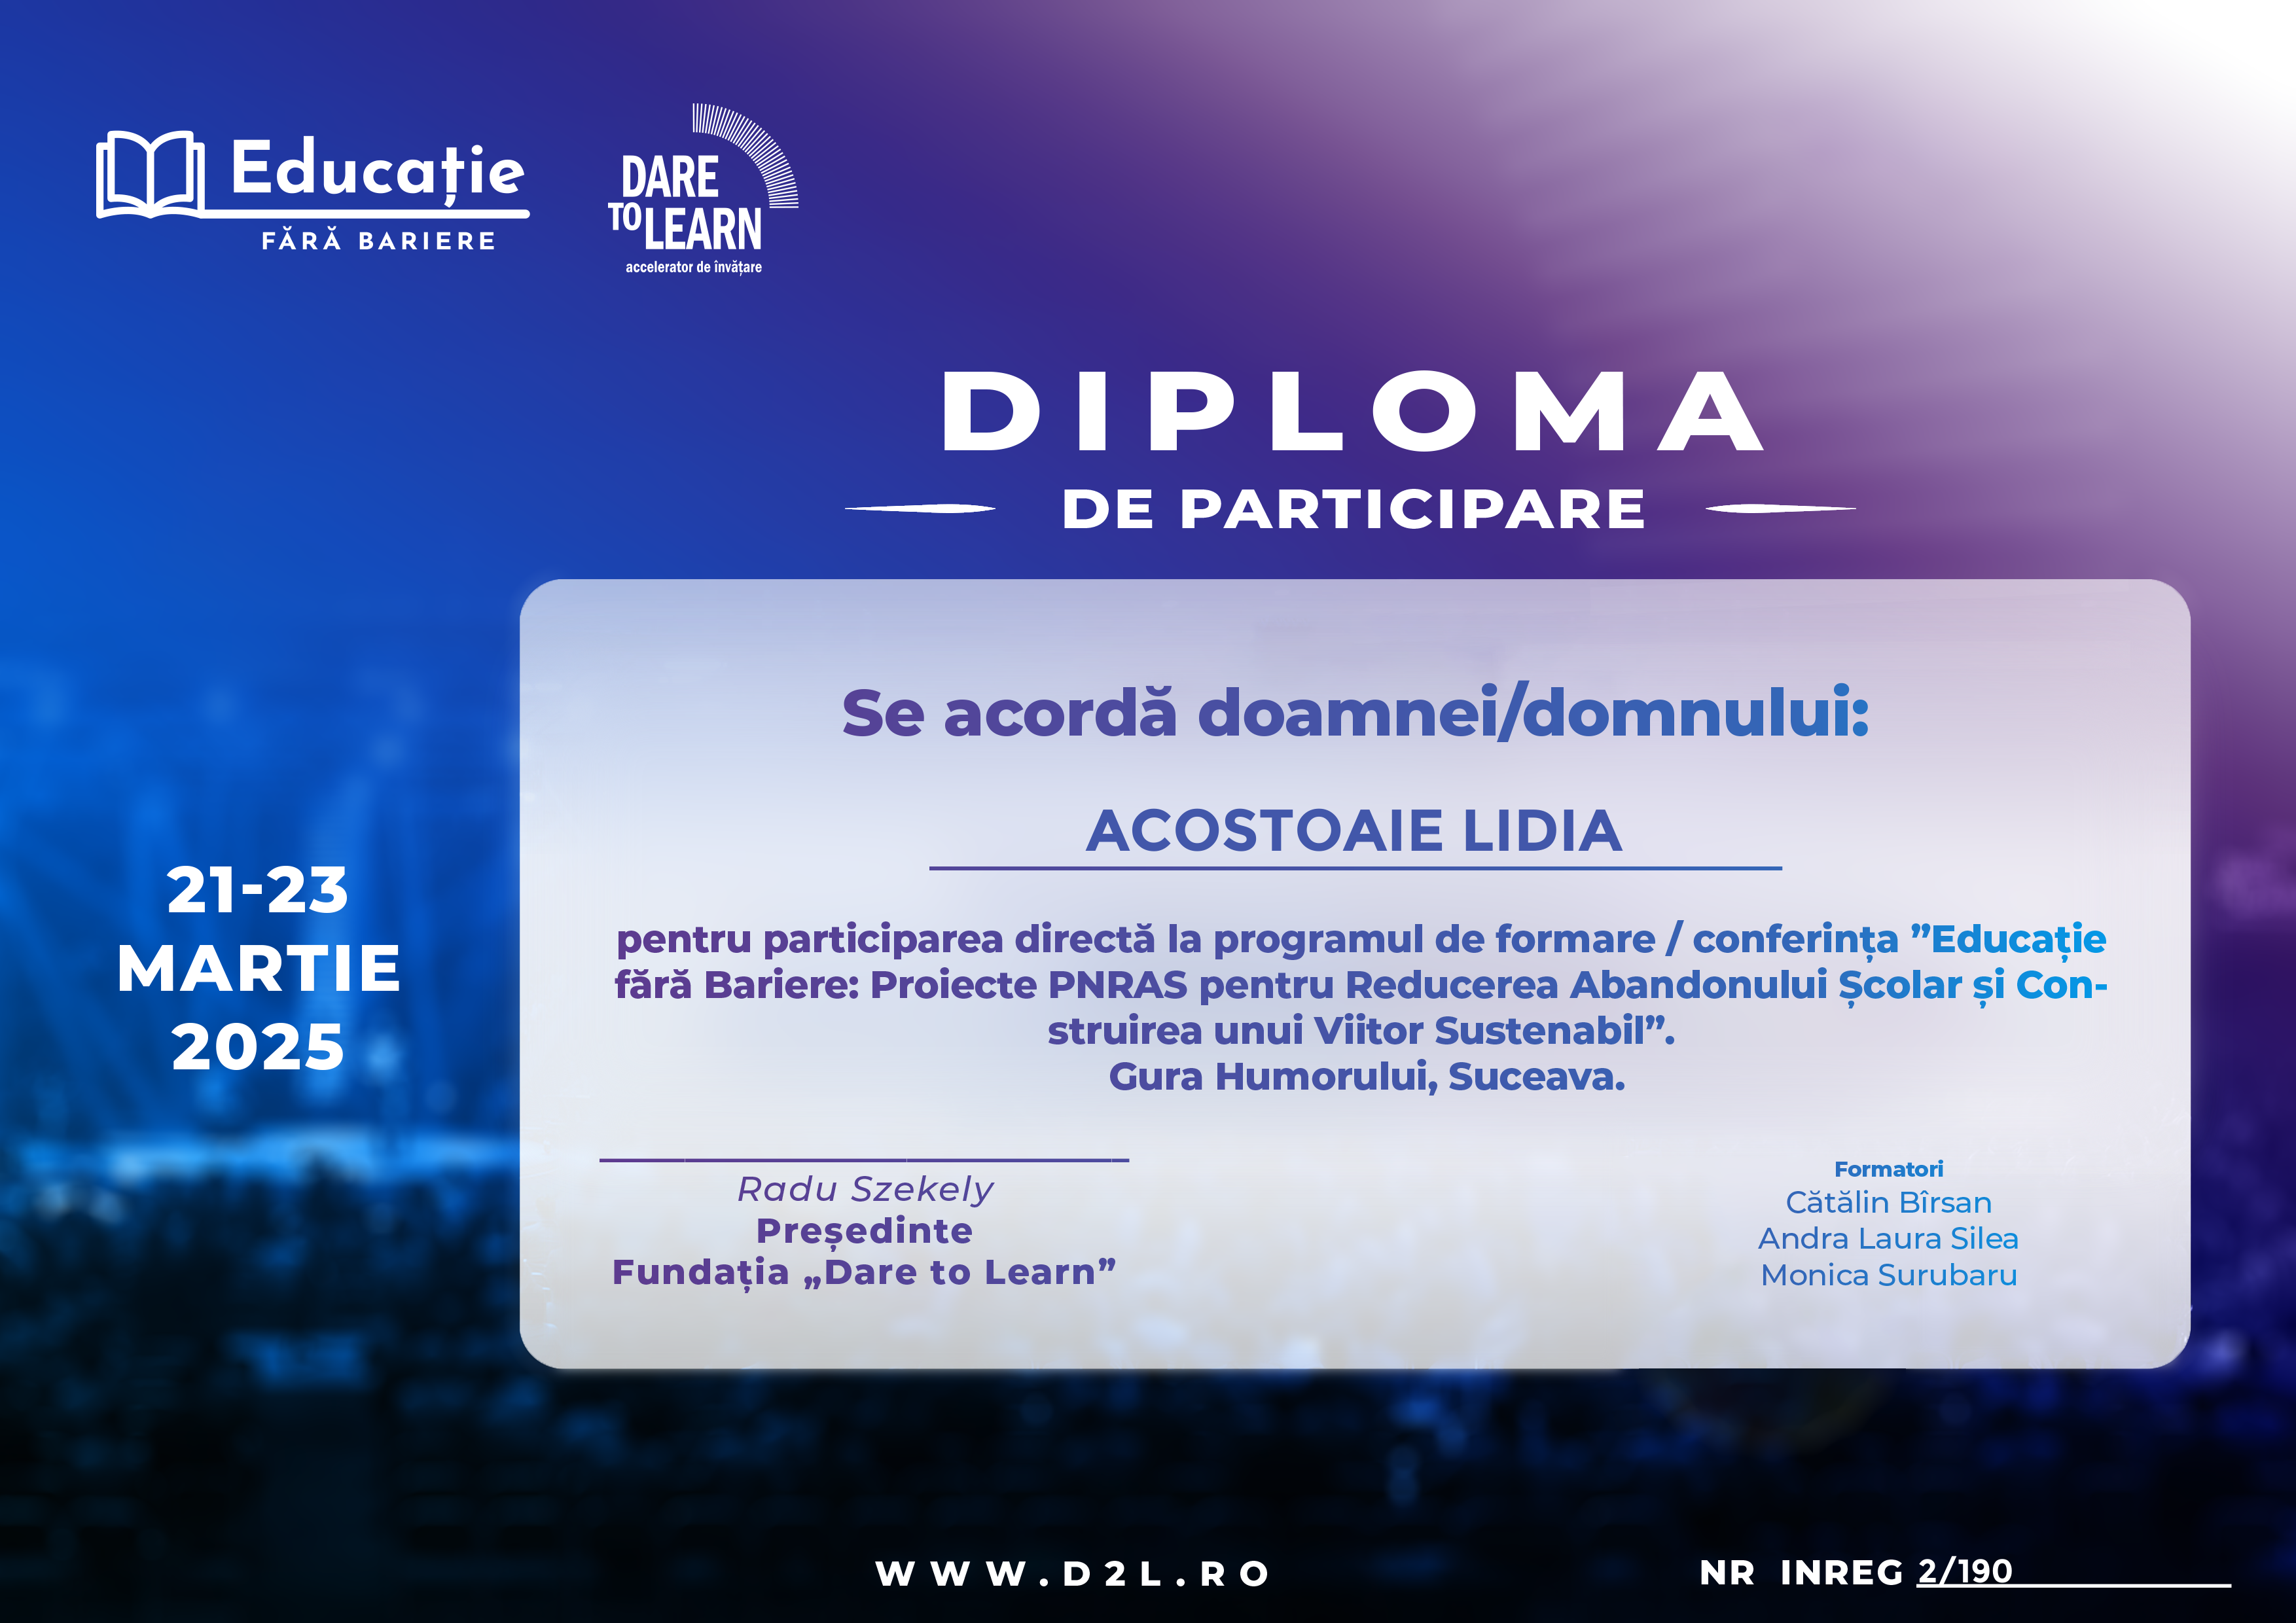 Educație
FĂRĂ BARIERE
DARE
TO LEARN
accelerator de învățare
DIPLOMA
DE PARTICIPARE
Se acordă doamnei/domnului:
ACOSTOAIE LIDIA
21-23
MARTIE
2025
pentru participarea directă la programul de formare / conferința ”Educație
fără Bariere: Proiecte PNRAS pentru Reducerea Abandonului Școlar și Con-
struirea unui Viitor Sustenabil”.
Gura Humorului, Suceava.
Radu Szekely
Președinte
Fundația „Dare to Learn”
Formatori
Cătălin Bîrsan
Andra Laura Silea
Monica Surubaru
WWW.D2L.RO
NR INREG 2/190